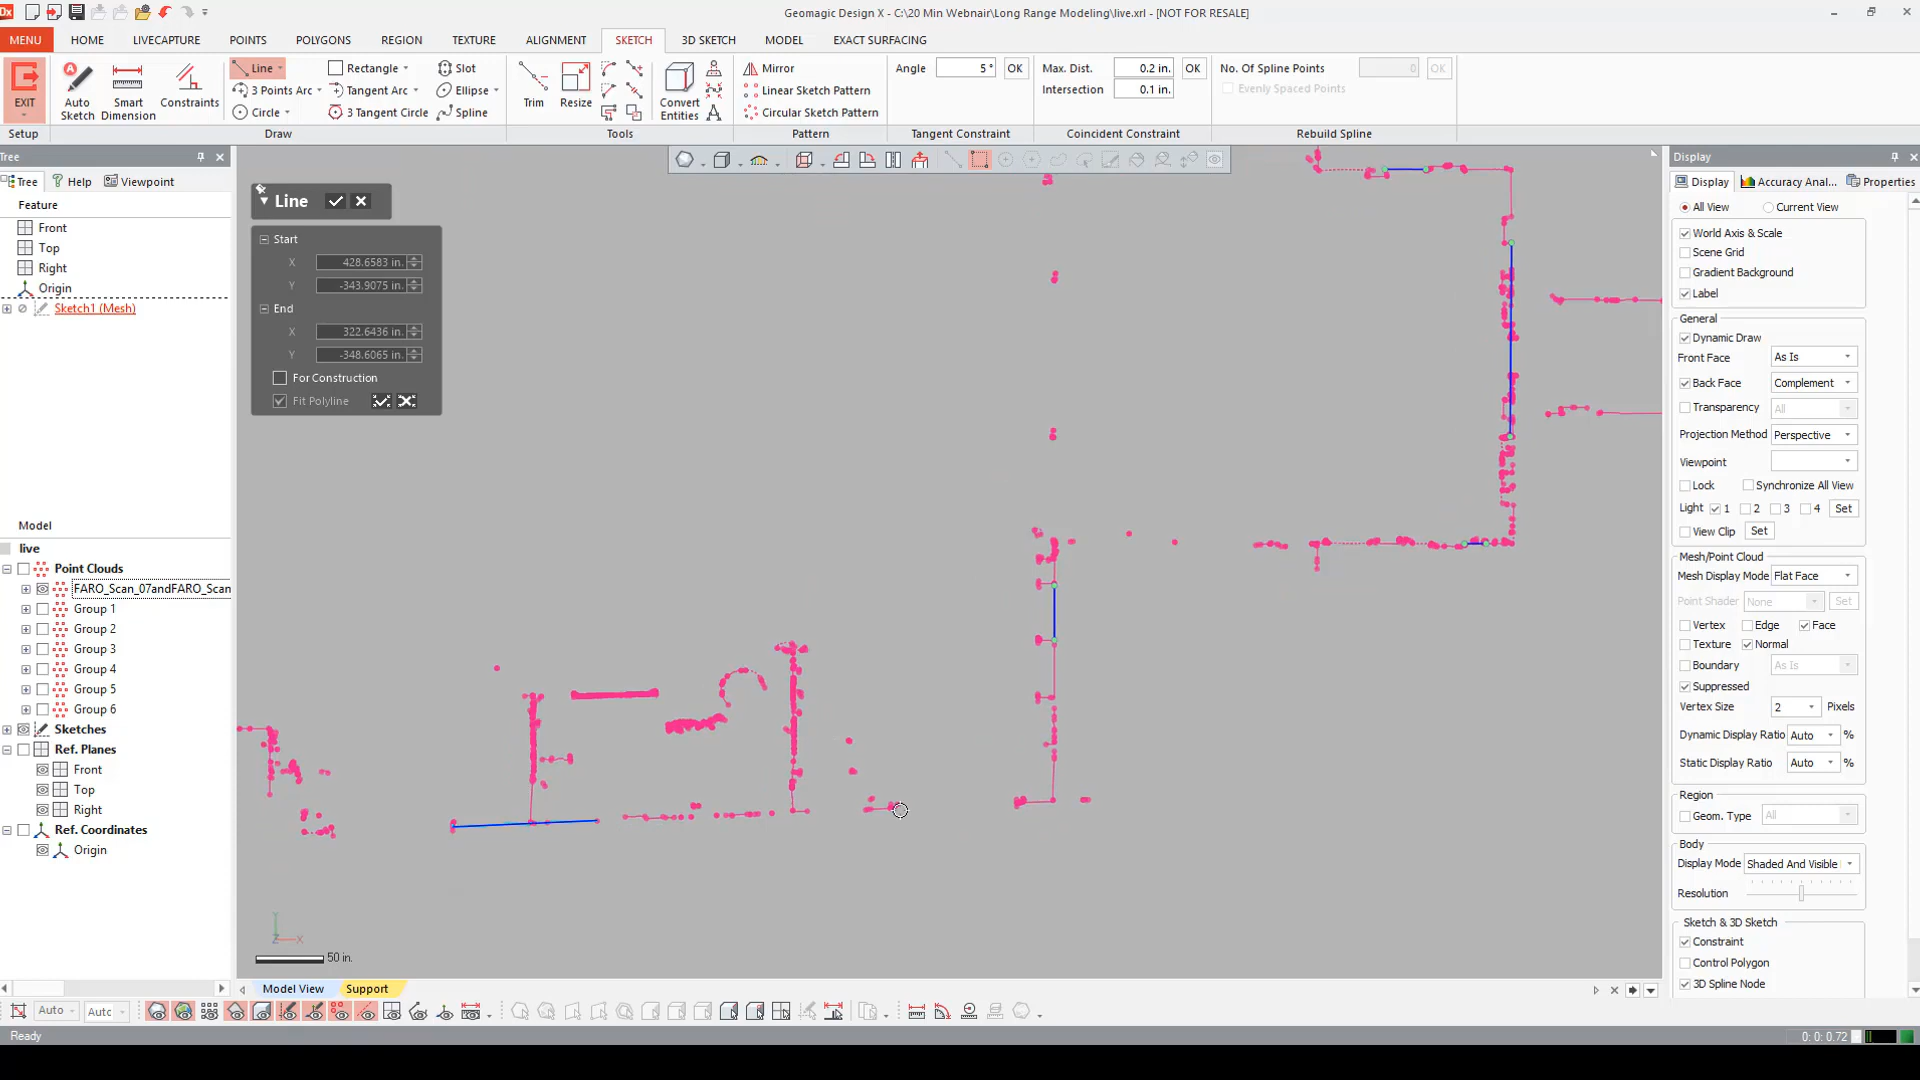 Geomagic Design X - C:\20 Min Webnair\Long Range Modeling\live.xrl - [NOT FOR RESALE]
MENU HOME LIVECAPTURE POINTS POLYGONS REGION TEXTURE ALIGNMENT SKETCH 3D SKETCH MODEL EXACT SURFACING
EXIT
Setup
Auto Sketch
Smart Dimension
Constraints
Line
3 Points Arc
Circle
Rectangle
Tangent Arc
3 Tangent Circle
Slot
Ellipse
Spline
Draw
Trim
Resize
Convert Entities
Tools
Mirror
Linear Sketch Pattern
Circular Sketch Pattern
Pattern
Angle 5 ° OK
Tangent Constraint
Max. Dist. 0.2 in. OK
Intersection 0.1 in.
Coincident Constraint
No. Of Spline Points 0 OK
Evenly Spaced Points
Rebuild Spline
Tree
Tree Help Viewpoint
Feature
Front
Top
Right
Origin
Sketch1 (Mesh)
Model
live
Point Clouds
FARO_Scan_07andFARO_Scan
Group 1
Group 2
Group 3
Group 4
Group 5
Group 6
Sketches
Ref. Planes
Front
Top
Right
Ref. Coordinates
Origin
Line
Start
X 428.6583 in.
Y -343.9075 in.
End
X 322.6436 in.
Y -348.6065 in.
For Construction
Fit Polyline
Z X
50 in.
Model View Support
Display
Display Accuracy Anal... Properties
All View Current View
World Axis & Scale
Scene Grid
Gradient Background
Label
General
Dynamic Draw
Front Face As Is
Back Face Complement
Transparency All
Projection Method Perspective
Viewpoint
Lock Synchronize All View
Light 1 2 3 4 Set
View Clip Set
Mesh/Point Cloud
Mesh Display Mode Flat Face
Point Shader None Set
Vertex Edge Face
Texture Normal
Boundary As Is
Suppressed
Vertex Size 2 Pixels
Dynamic Display Ratio Auto %
Static Display Ratio Auto %
Region
Geom. Type All
Body
Display Mode Shaded And Visible
Resolution
Sketch & 3D Sketch
Constraint
Control Polygon
3D Spline Node
Auto Autc
Ready
0: 0: 0.72